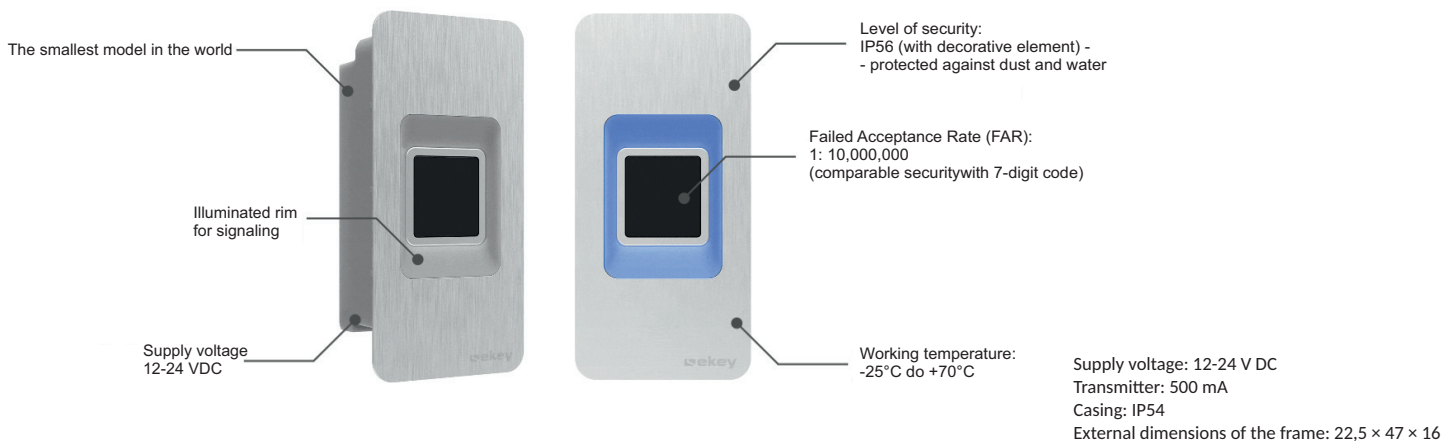 The smallest model in the world
Illuminated rim
for signaling
Supply voltage
12-24 VDC
ekey
Level of security:
IP56 (with decorative element) -
- protected against dust and water
Failed Acceptance Rate (FAR):
1: 10,000,000
(comparable securitywith 7-digit code)
Working temperature:
-25°C do +70°C
ekey
Supply voltage: 12-24 V DC
Transmitter: 500 mA
Casing: IP54
External dimensions of the frame: 22,5 × 47 × 16